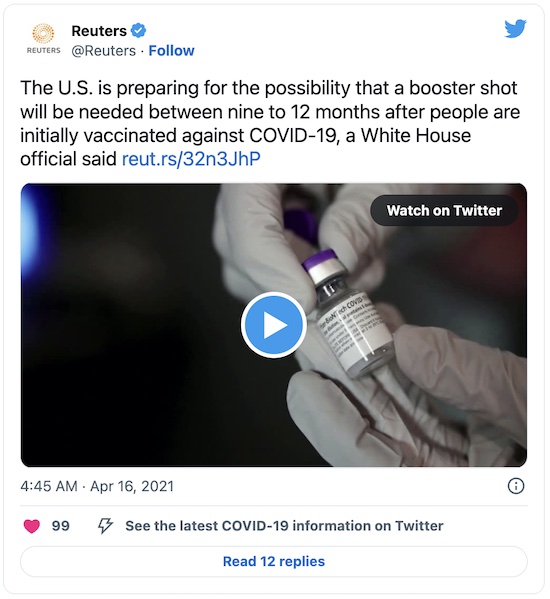 Reuters
REUTERS
@Reuters · Follow
The U.S. is preparing for the possibility that a booster shot
will be needed between nine to 12 months after people are
initially vaccinated against COVID-19, a White House
official said reut.rs/32n3JhP
Watch on Twitter
4:45 AM · Apr 16, 2021
99
See the latest COVID-19 information on Twitter
Read 12 replies